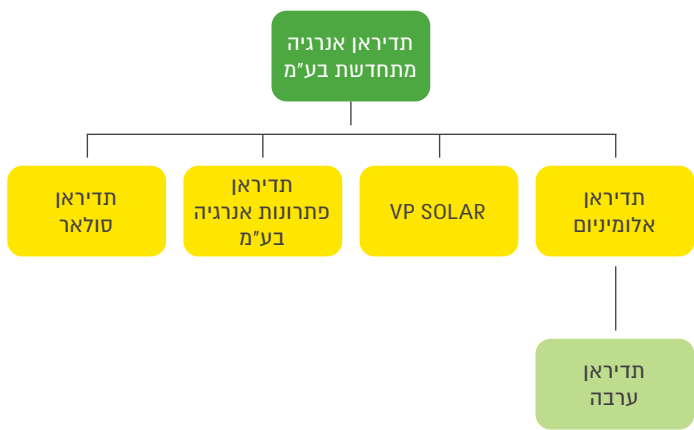 תדיראן אנרגיה
מתחדשת בע"מ
תדיראן
אלומיניום
VP SOLAR
תדיראן
פתרונות אנרגיה
בע"מ
תדיראן
סולאר
תדיראן
ערבה